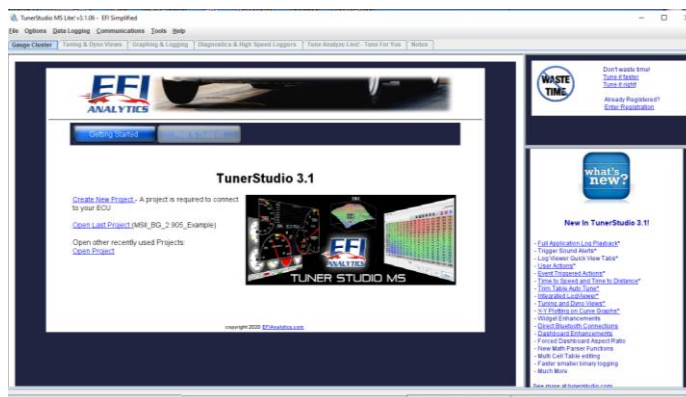 TunerStudio MS Lite! v3.1.06 - EFI Simplified
File Options Data Logging Communications Tools Help
Gauge Cluster Tuning & Dyno Views Graphing & Logging Diagnostics & High Speed Loggers Tune Analyze Live! - Tune For You Notes
EFI
ANALYTICS
Getting Started Help & Support
TunerStudio 3.1
Create New Project - A project is required to connect
to your ECU
Open Last Project (MSII_BG_2.905_Example)
Open other recently used Projects:
Open Project
EFI
ANALYTICS
TUNER STUDIO MS
copyright 2020 EFIAnalytics.com
WASTE
TIME
Don't waste time!
Tune it faster
Tune it right!
Already Registered?
Enter Registration
what's
new?
New In TunerStudio 3.1!
- Full Application Log Playback*
- Trigger Sound Alerts*
- Log Viewer Quick View Tabs*
- User Actions*
- Event Triggered Actions*
- Time to Speed and Time to Distance*
- Trim Table Auto Tune*
- Integrated LogViewer*
- Tuning and Dyno Views*
- X-Y Plotting on Curve Graphs*
- Widget Enhancements
- Direct Bluetooth Connections
- Dashboard Enhancements
- Forced Dashboard Aspect Ratio
- New Math Parser Functions
- Multi Cell Table editing
- Faster smaller binary logging
- Much More
See more at tunerstudio.com